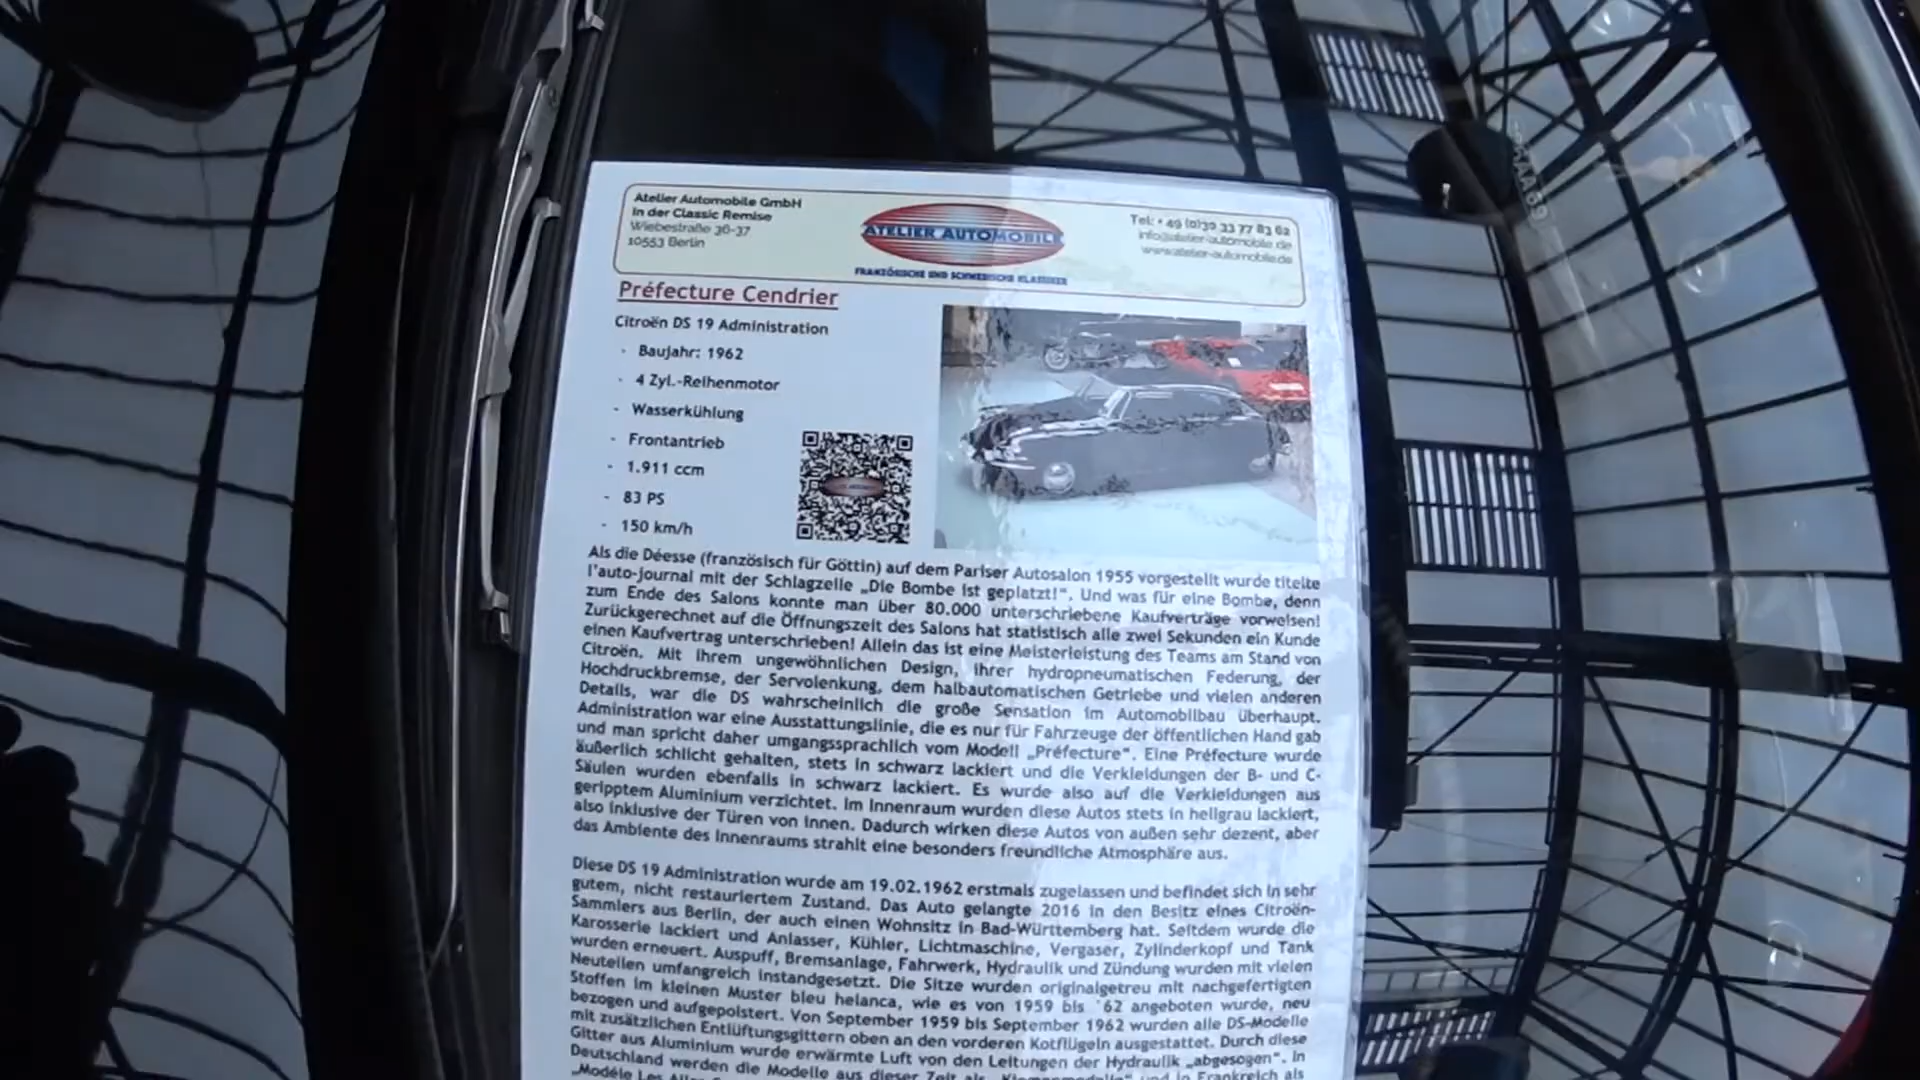 Atelier Automobile GmbH
In der Classic Remise
Wiebestraße 36-37
10553 Berlin
ATELIER AUTOMOBILE
FRANZÖSISCHE UND SCHWEDISCHE KLASSIKER
Tel: + 49 (0)30 33 77 83 62
info@atelier-automobile.de
www.atelier-automobile.de
Préfecture Cendrier
Citroën DS 19 Administration
- Baujahr: 1962
- 4 Zyl.-Reihenmotor
- Wasserkühlung
- Frontantrieb
- 1.911 ccm
- 83 PS
- 150 km/h
Als die Déesse (französisch für Göttin) auf dem Pariser Autosalon 1955 vorgestellt wurde titelte
l'auto-journal mit der Schlagzeile „Die Bombe ist geplatzt!". Und was für eine Bombe, denn
zum Ende des Salons konnte man über 80.000 unterschriebene Kaufverträge vorweisen!
Zurückgerechnet auf die Öffnungszeit des Salons hat statistisch alle zwei Sekunden ein Kunde
einen Kaufvertrag unterschrieben! Allein das ist eine Meisterleistung des Teams am Stand von
Citroën. Mit ihrem ungewöhnlichen Design, ihrer hydropneumatischen Federung, der
Hochdruckbremse, der Servolenkung, dem halbautomatischen Getriebe und vielen anderen
Details, war die DS wahrscheinlich die große Sensation im Automobilbau überhaupt.
Administration war eine Ausstattungslinie, die es nur für Fahrzeuge der öffentlichen Hand gab
und man spricht daher umgangssprachlich vom Modell „Préfecture". Eine Préfecture wurde
äußerlich schlicht gehalten, stets in schwarz lackiert und die Verkleidungen der B- und C-
Säulen wurden ebenfalls in schwarz lackiert. Es wurde also auf die Verkleidungen aus
geripptem Aluminium verzichtet. Im Innenraum wurden diese Autos stets in hellgrau lackiert,
also inklusive der Türen von innen. Dadurch wirken diese Autos von außen sehr dezent, aber
das Ambiente des Innenraums strahlt eine besonders freundliche Atmosphäre aus.
Diese DS 19 Administration wurde am 19.02.1962 erstmals zugelassen und befindet sich in sehr
gutem, nicht restauriertem Zustand. Das Auto gelangte 2016 in den Besitz eines Citroën-
Sammlers aus Berlin, der auch einen Wohnsitz in Bad-Württemberg hat. Seitdem wurde die
Karosserie lackiert und Anlasser, Kühler, Lichtmaschine, Vergaser, Zylinderkopf und Tank
wurden erneuert. Auspuff, Bremsanlage, Fahrwerk, Hydraulik und Zündung wurden mit vielen
Neuteilen umfangreich instandgesetzt. Die Sitze wurden originalgetreu mit nachgefertigten
Stoffen im kleinen Muster bleu helanca, wie es von 1959 bis ´62 angeboten wurde, neu
bezogen und aufgepolstert. Von September 1959 bis September 1962 wurden alle DS-Modelle
mit zusätzlichen Entlüftungsgittern oben an den vorderen Kotflügeln ausgestattet. Durch diese
Gitter aus Aluminium wurde erwärmte Luft von den Leitungen der Hydraulik „abgesogen". In
Deutschland werden die Modelle aus dieser Zeit als und in Frankreich als
„Modèle Les